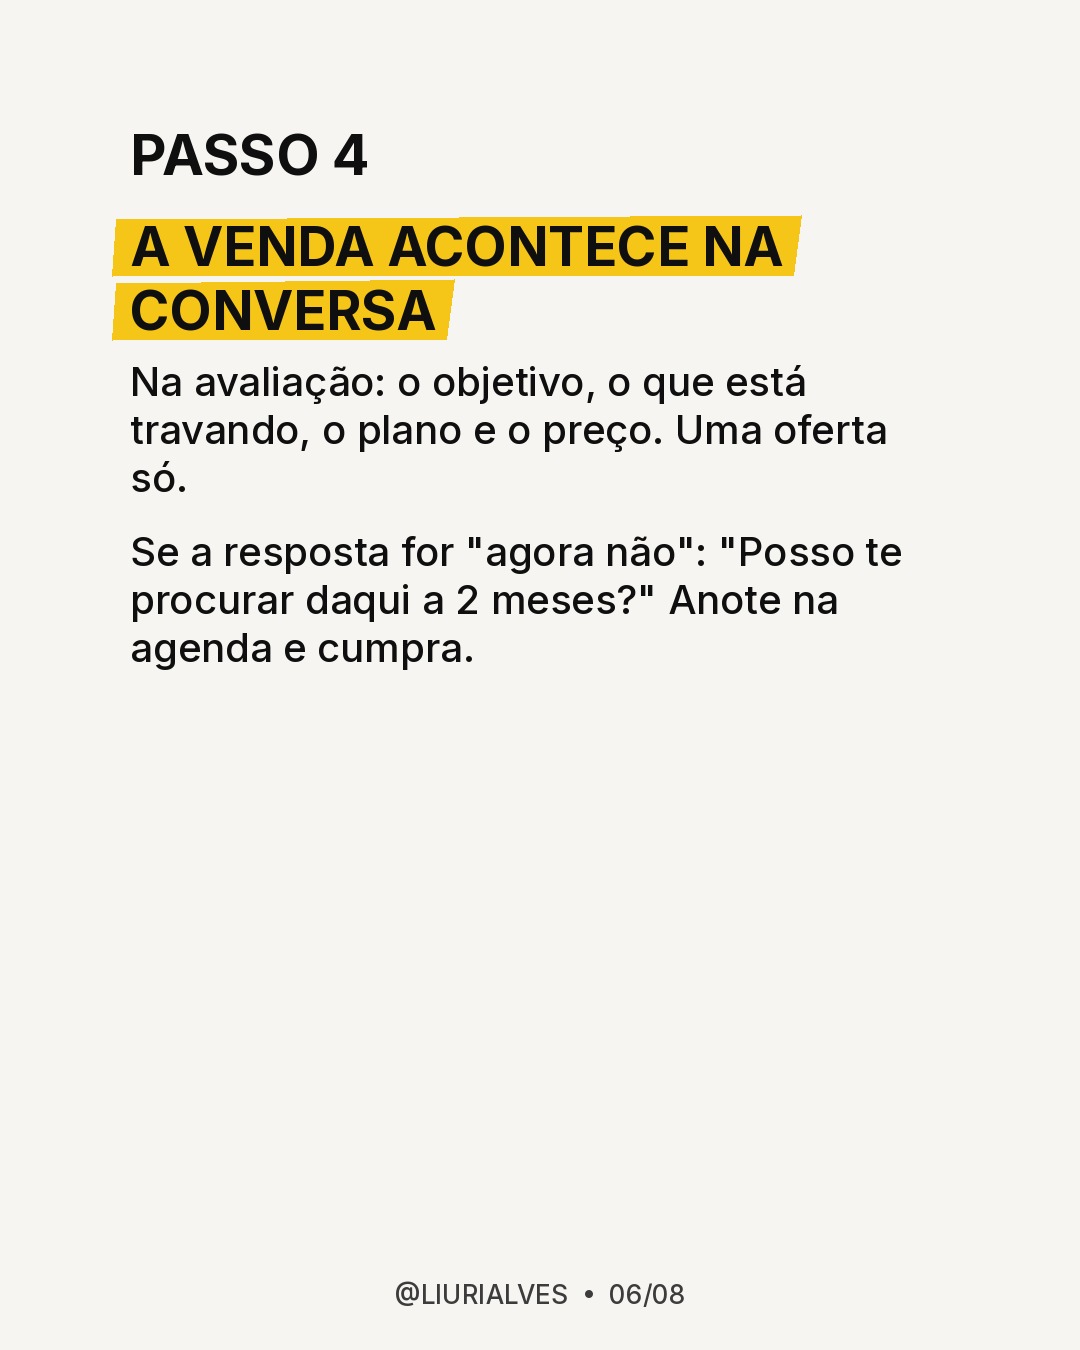 PASSO 4
A VENDA ACONTECE NA
CONVERSA
Na avaliação: o objetivo, o que está
travando, o plano e o preço. Uma oferta
só.
Se a resposta for "agora não": "Posso te
procurar daqui a 2 meses?" Anote na
agenda e cumpra.
@LIURIALVES • 06/08